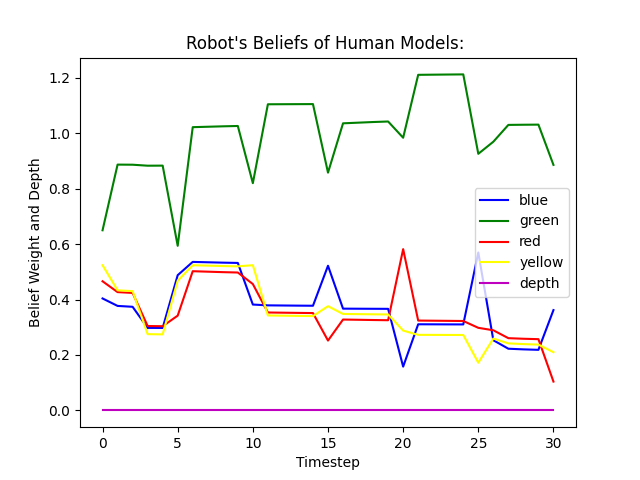 Robot's Beliefs of Human Models:
Belief Weight and Depth
1.2
1.0
0.8
0.6
0.4
0.2
0.0
blue
green
red
yellow
depth
0 5 10 15 20 25 30
Timestep